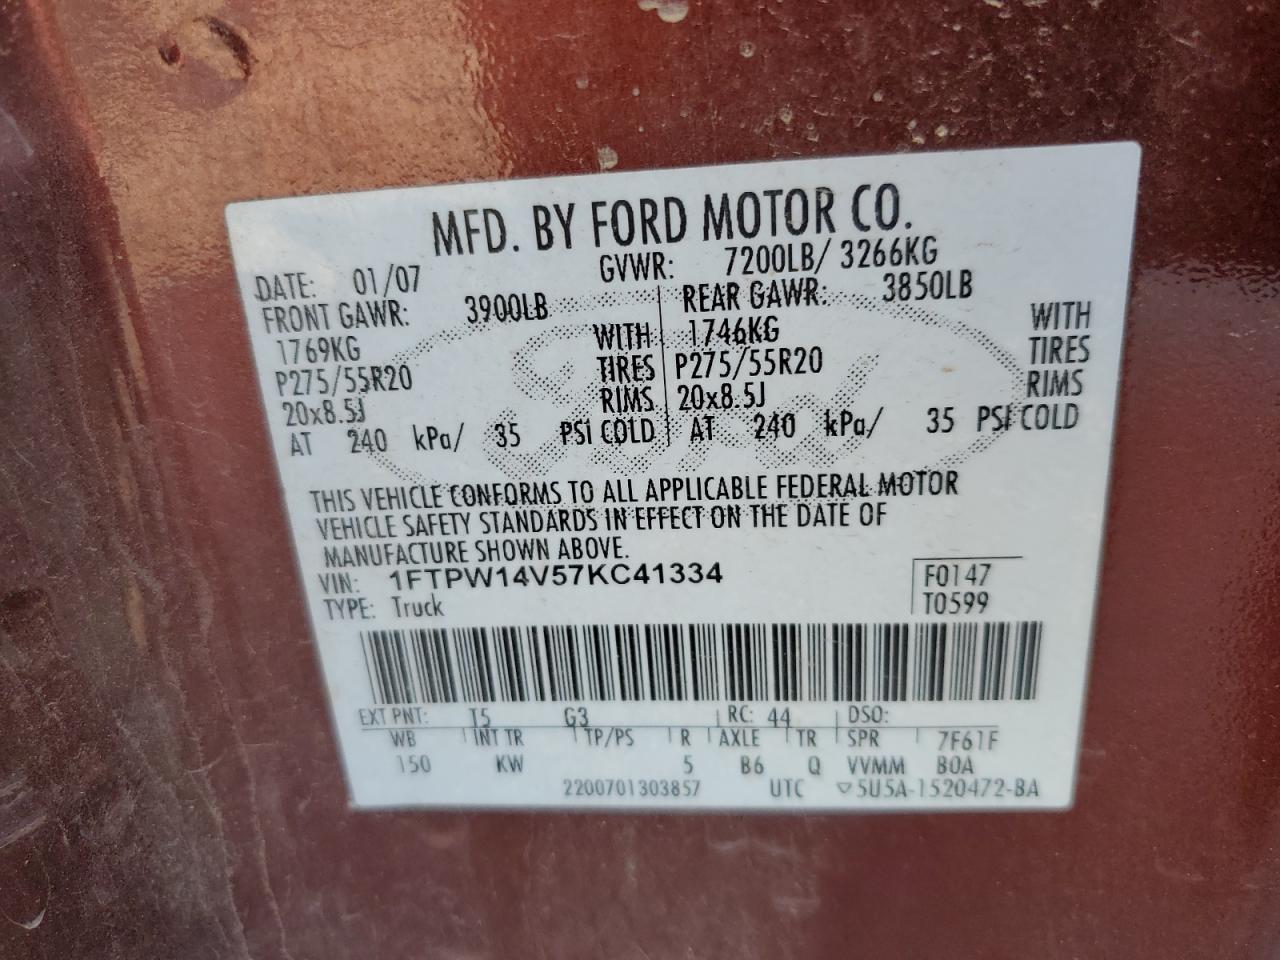 MFD. BY FORD MOTOR CO.
DATE: 01/07 GVWR: 7200LB/ 3266KG
FRONT GAWR: 3900LB REAR GAWR: 3850LB
1769KG WITH 1746KG WITH
P275/55R20 TIRES P275/55R20 TIRES
20x8.5J RIMS 20x8.5J RIMS
AT 240 kPa/ 35 PSI COLD AT 240 kPa/ 35 PSI COLD
THIS VEHICLE CONFORMS TO ALL APPLICABLE FEDERAL MOTOR
VEHICLE SAFETY STANDARDS IN EFFECT ON THE DATE OF
MANUFACTURE SHOWN ABOVE.
VIN: 1FTPW14V57KC41334 F0147
TYPE: Truck T0599
EXT PNT: T5 G3 RC: 44 DSO:
WB INT TR TP/PS R AXLE TR SPR 7F61F
150 KW 5 B6 Q VVMM BOA
2200701303857 UTC ▽5U5A-1520472-BA